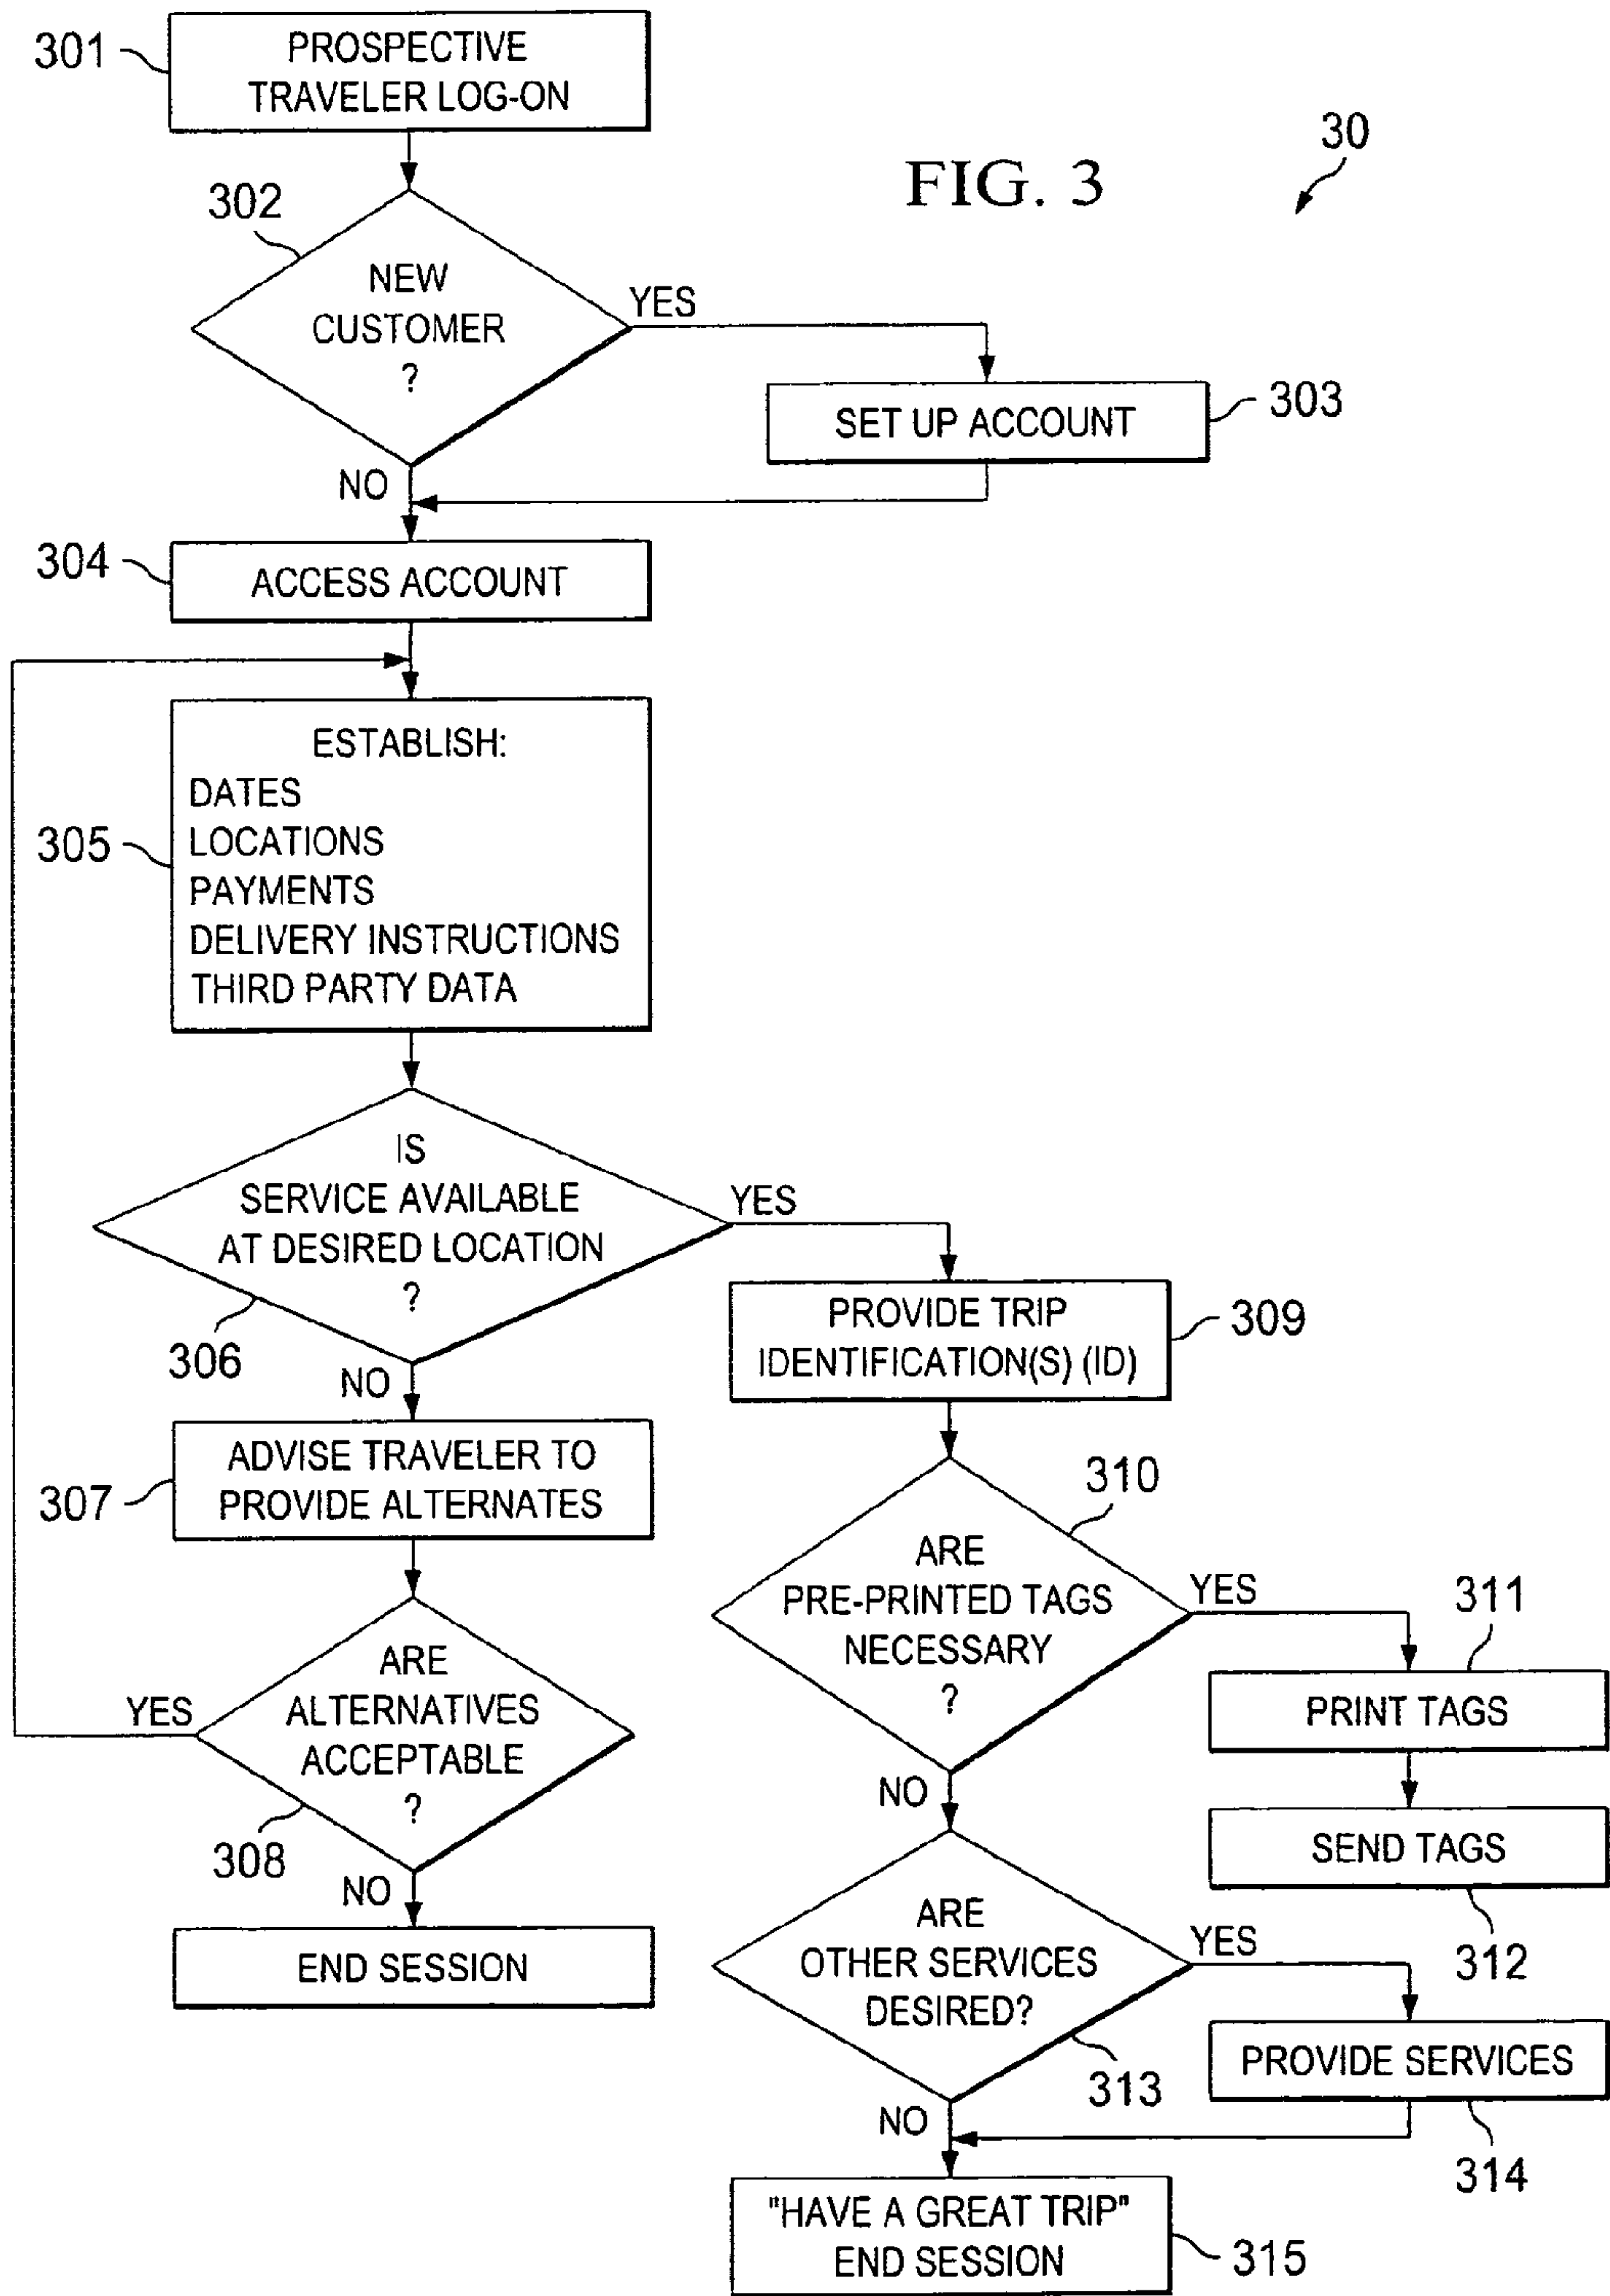 301
PROSPECTIVE
TRAVELER LOG-ON
FIG. 3
30
302
NEW
CUSTOMER
?
YES
NO
SET UP ACCOUNT
303
304
ACCESS ACCOUNT
305
ESTABLISH:
DATES
LOCATIONS
PAYMENTS
DELIVERY INSTRUCTIONS
THIRD PARTY DATA
IS
SERVICE AVAILABLE
AT DESIRED LOCATION
?
306
YES
NO
307
ADVISE TRAVELER TO
PROVIDE ALTERNATES
ARE
ALTERNATIVES
ACCEPTABLE
?
308
YES
NO
END SESSION
PROVIDE TRIP
IDENTIFICATION(S) (ID)
309
310
ARE
PRE-PRINTED TAGS
NECESSARY
?
YES
NO
311
PRINT TAGS
SEND TAGS
312
ARE
OTHER SERVICES
DESIRED?
313
YES
NO
PROVIDE SERVICES
314
"HAVE A GREAT TRIP"
END SESSION
315